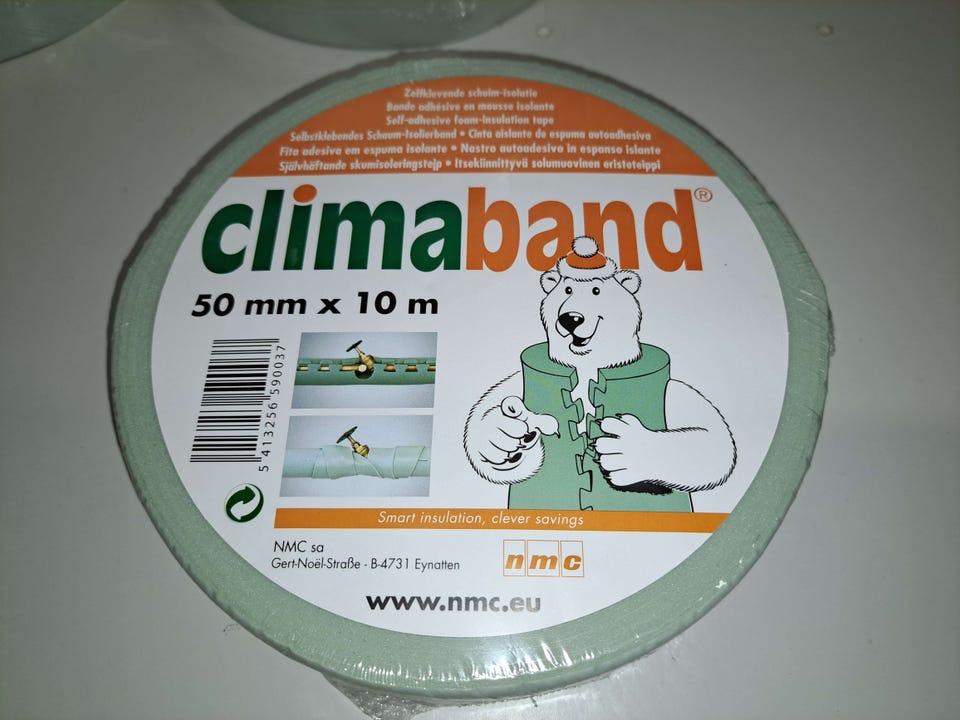 Zelfklevende schuim-isolatie
Bande adhésive en mousse isolante
Self-adhesive foam-insulation tape
Selbstklebendes Schaum-Isolierband • Cinta aislante de espuma autoadhesiva
Fita adesiva em espuma isolante • Nastro autoadesivo in espanso islante
Självhäftande skumisoleringstejp • Itsekiinnittyvä solumuovinen eristeteippi
climaband®
50 mm x 10 m
5 413256 590037
Smart insulation, clever savings
NMC sa
Gert-Noël-Straße - B-4731 Eynatten
nmc
www.nmc.eu